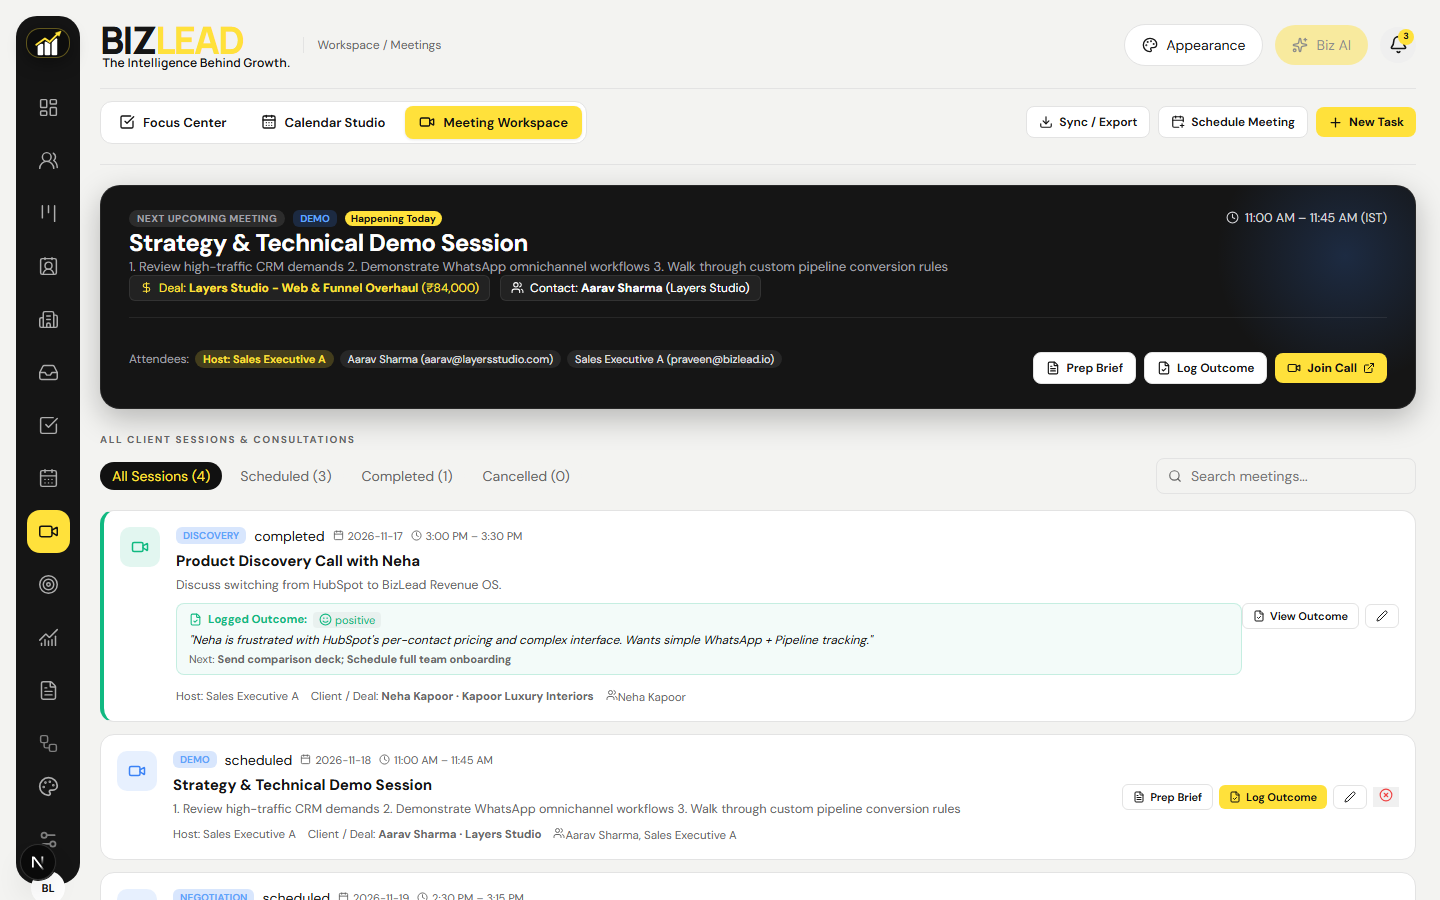 BIZLEAD
The Intelligence Behind Growth.
Workspace / Meetings
Appearance
Biz AI
3
Focus Center
Calendar Studio
Meeting Workspace
Sync / Export
Schedule Meeting
New Task
NEXT UPCOMING MEETING DEMO Happening Today
11:00 AM – 11:45 AM (IST)
Strategy & Technical Demo Session
1. Review high-traffic CRM demands 2. Demonstrate WhatsApp omnichannel workflows 3. Walk through custom pipeline conversion rules
Deal: Layers Studio - Web & Funnel Overhaul (₹84,000)
Contact: Aarav Sharma (Layers Studio)
Attendees: Host: Sales Executive A Aarav Sharma (aarav@layersstudio.com) Sales Executive A (praveen@bizlead.io)
Prep Brief
Log Outcome
Join Call
ALL CLIENT SESSIONS & CONSULTATIONS
All Sessions (4)
Scheduled (3)
Completed (1)
Cancelled (0)
Search meetings...
DISCOVERY completed 2026-11-17 3:00 PM – 3:30 PM
Product Discovery Call with Neha
Discuss switching from HubSpot to BizLead Revenue OS.
Logged Outcome: positive
"Neha is frustrated with HubSpot's per-contact pricing and complex interface. Wants simple WhatsApp + Pipeline tracking."
Next: Send comparison deck; Schedule full team onboarding
View Outcome
Host: Sales Executive A Client / Deal: Neha Kapoor · Kapoor Luxury Interiors Neha Kapoor
DEMO scheduled 2026-11-18 11:00 AM – 11:45 AM
Strategy & Technical Demo Session
1. Review high-traffic CRM demands 2. Demonstrate WhatsApp omnichannel workflows 3. Walk through custom pipeline conversion rules
Host: Sales Executive A Client / Deal: Aarav Sharma · Layers Studio Aarav Sharma, Sales Executive A
Prep Brief
Log Outcome
NEGOTIATION scheduled 2026-11-19 2:30 PM – 3:15 PM
N
BL